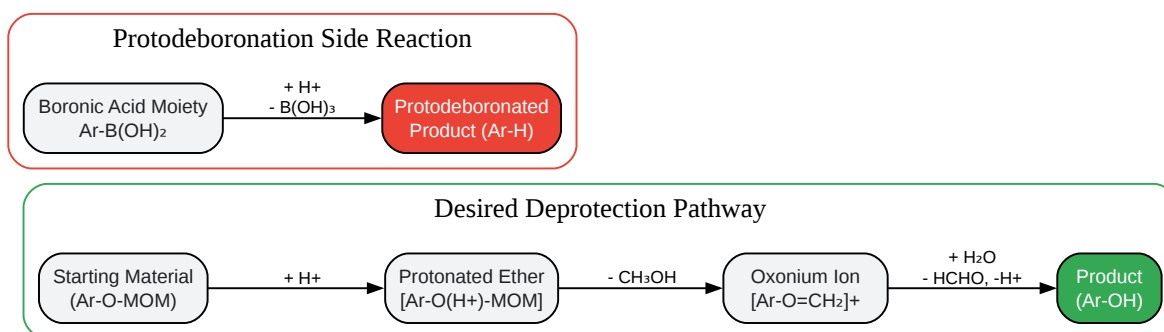 Protodeboronation Side Reaction
Boronic Acid Moiety
Ar-B(OH)₂
+ H+
- B(OH)₃
Protodeboronated
Product (Ar-H)
Desired Deprotection Pathway
Starting Material
(Ar-O-MOM)
+ H+
Protonated Ether
[Ar-O(H+)-MOM]
- CH₃OH
Oxonium Ion
[Ar-O=CH₂]+
+ H₂O
- HCHO, -H+
Product
(Ar-OH)